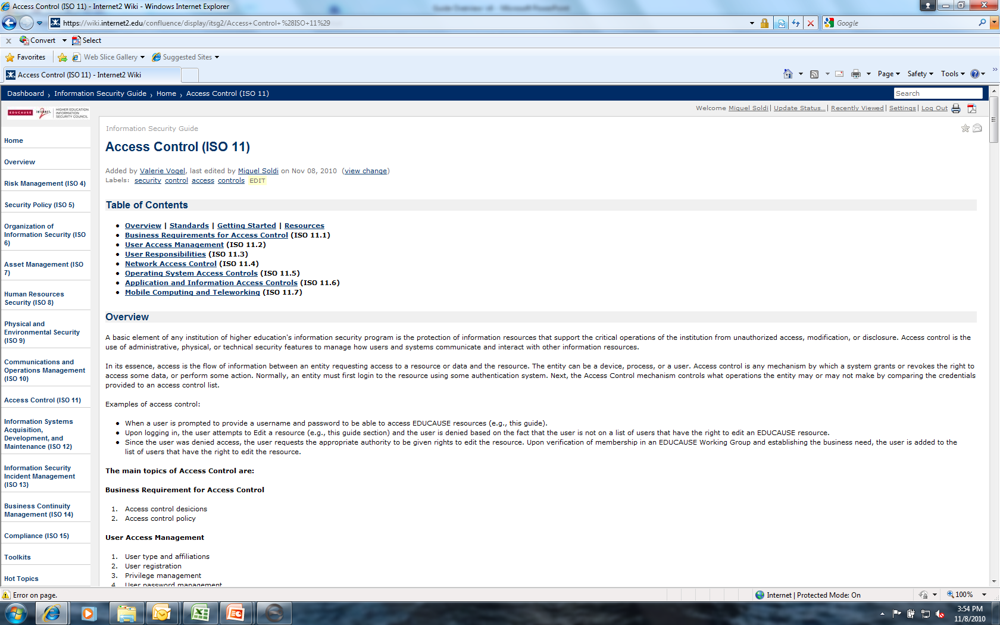 Access Control (ISO 11) - Internet2 Wiki - Windows Internet Explorer
https://wiki.internet2.edu/confluence/display/itsg2/Access+Control+%28ISO+11%29
Google
x Convert Select
Favorites Web Slice Gallery Suggested Sites
Access Control (ISO 11) - Internet2 Wiki
Page Safety Tools
Dashboard > Information Security Guide > Home > Access Control (ISO 11)
Search
EDUCAUSE INTERNET2 HIGHER EDUCATION
INFORMATION
SECURITY COUNCIL
Welcome Miguel Soldi | Update Status... | Recently Viewed | Settings | Log Out
Home
Overview
Risk Management (ISO 4)
Security Policy (ISO 5)
Organization of
Information Security (ISO
6)
Asset Management (ISO
7)
Human Resources
Security (ISO 8)
Physical and
Environmental Security
(ISO 9)
Communications and
Operations Management
(ISO 10)
Access Control (ISO 11)
Information Systems
Acquisition,
Development, and
Maintenance (ISO 12)
Information Security
Incident Management
(ISO 13)
Business Continuity
Management (ISO 14)
Compliance (ISO 15)
Toolkits
Hot Topics
Information Security Guide
Access Control (ISO 11)
Added by Valerie Vogel, last edited by Miguel Soldi on Nov 08, 2010 (view change)
Labels: security control access controls EDIT
Table of Contents
• Overview | Standards | Getting Started | Resources
• Business Requirements for Access Control (ISO 11.1)
• User Access Management (ISO 11.2)
• User Responsibilities (ISO 11.3)
• Network Access Control (ISO 11.4)
• Operating System Access Controls (ISO 11.5)
• Application and Information Access Controls (ISO 11.6)
• Mobile Computing and Teleworking (ISO 11.7)
Overview
A basic element of any institution of higher education's information security program is the protection of information resources that support the critical operations of the institution from unauthorized access, modification, or disclosure. Access control is the
use of administrative, physical, or technical security features to manage how users and systems communicate and interact with other information resources.
In its essence, access is the flow of information between an entity requesting access to a resource or data and the resource. The entity can be a device, process, or a user. Access control is any mechanism by which a system grants or revokes the right to
access some data, or perform some action. Normally, an entity must first login to the resource using some authentication system. Next, the Access Control mechanism controls what operations the entity may or may not make by comparing the credentials
provided to an access control list.
Examples of access control:
• When a user is prompted to provide a username and password to be able to access EDUCAUSE resources (e.g., this guide).
• Upon logging in, the user attempts to Edit a resource (e.g., this guide section) and the user is denied based on the fact that the user is not on a list of users that have the right to edit an EDUCAUSE resource.
• Since the user was denied access, the user requests the appropriate authority to be given rights to edit the resource. Upon verification of membership in an EDUCAUSE Working Group and establishing the business need, the user is added to the
list of users that have the right to edit the resource.
The main topics of Access Control are:
Business Requirement for Access Control
1. Access control desicions
2. Access control policy
User Access Management
1. User type and affiliations
2. User registration
3. Privilege management
4. User password management
Error on page.
Internet | Protected Mode: On
100%
3:54 PM
11/8/2010